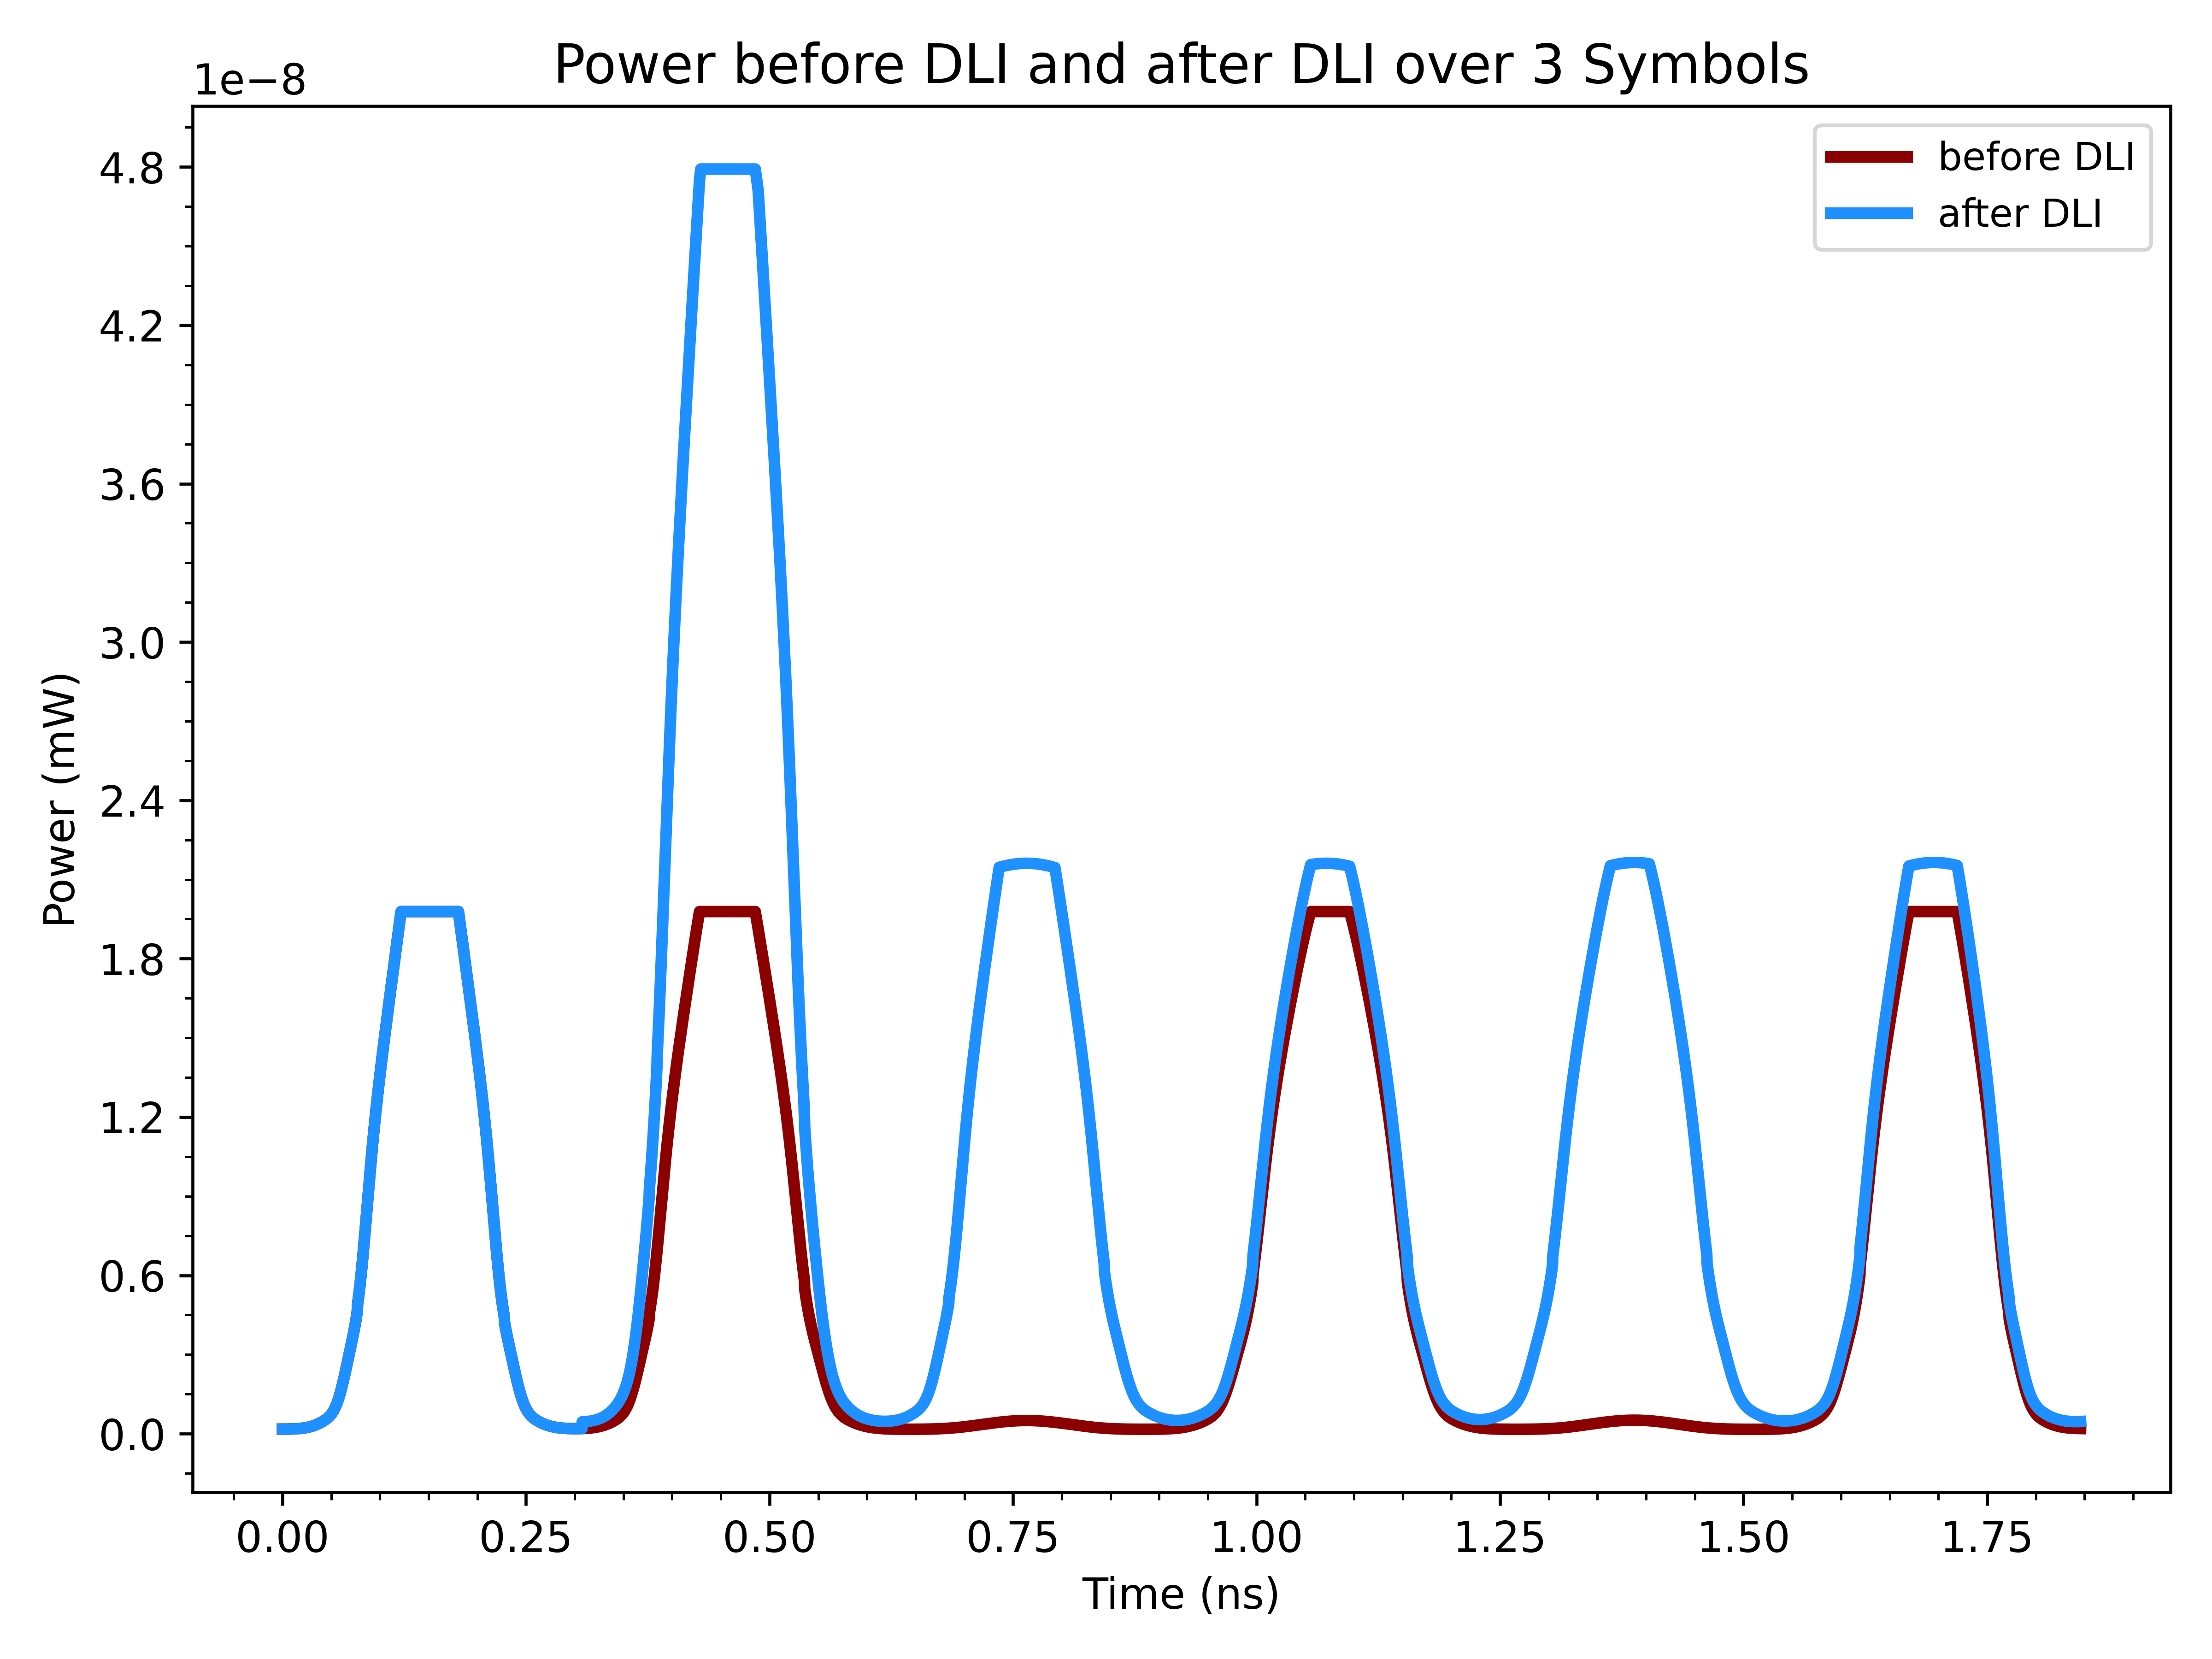 Power before DLI and after DLI over 3 Symbols
1e−8
before DLI
after DLI
4.8
4.2
3.6
3.0
2.4
1.8
1.2
0.6
0.0
Power (mW)
0.00 0.25 0.50 0.75 1.00 1.25 1.50 1.75
Time (ns)